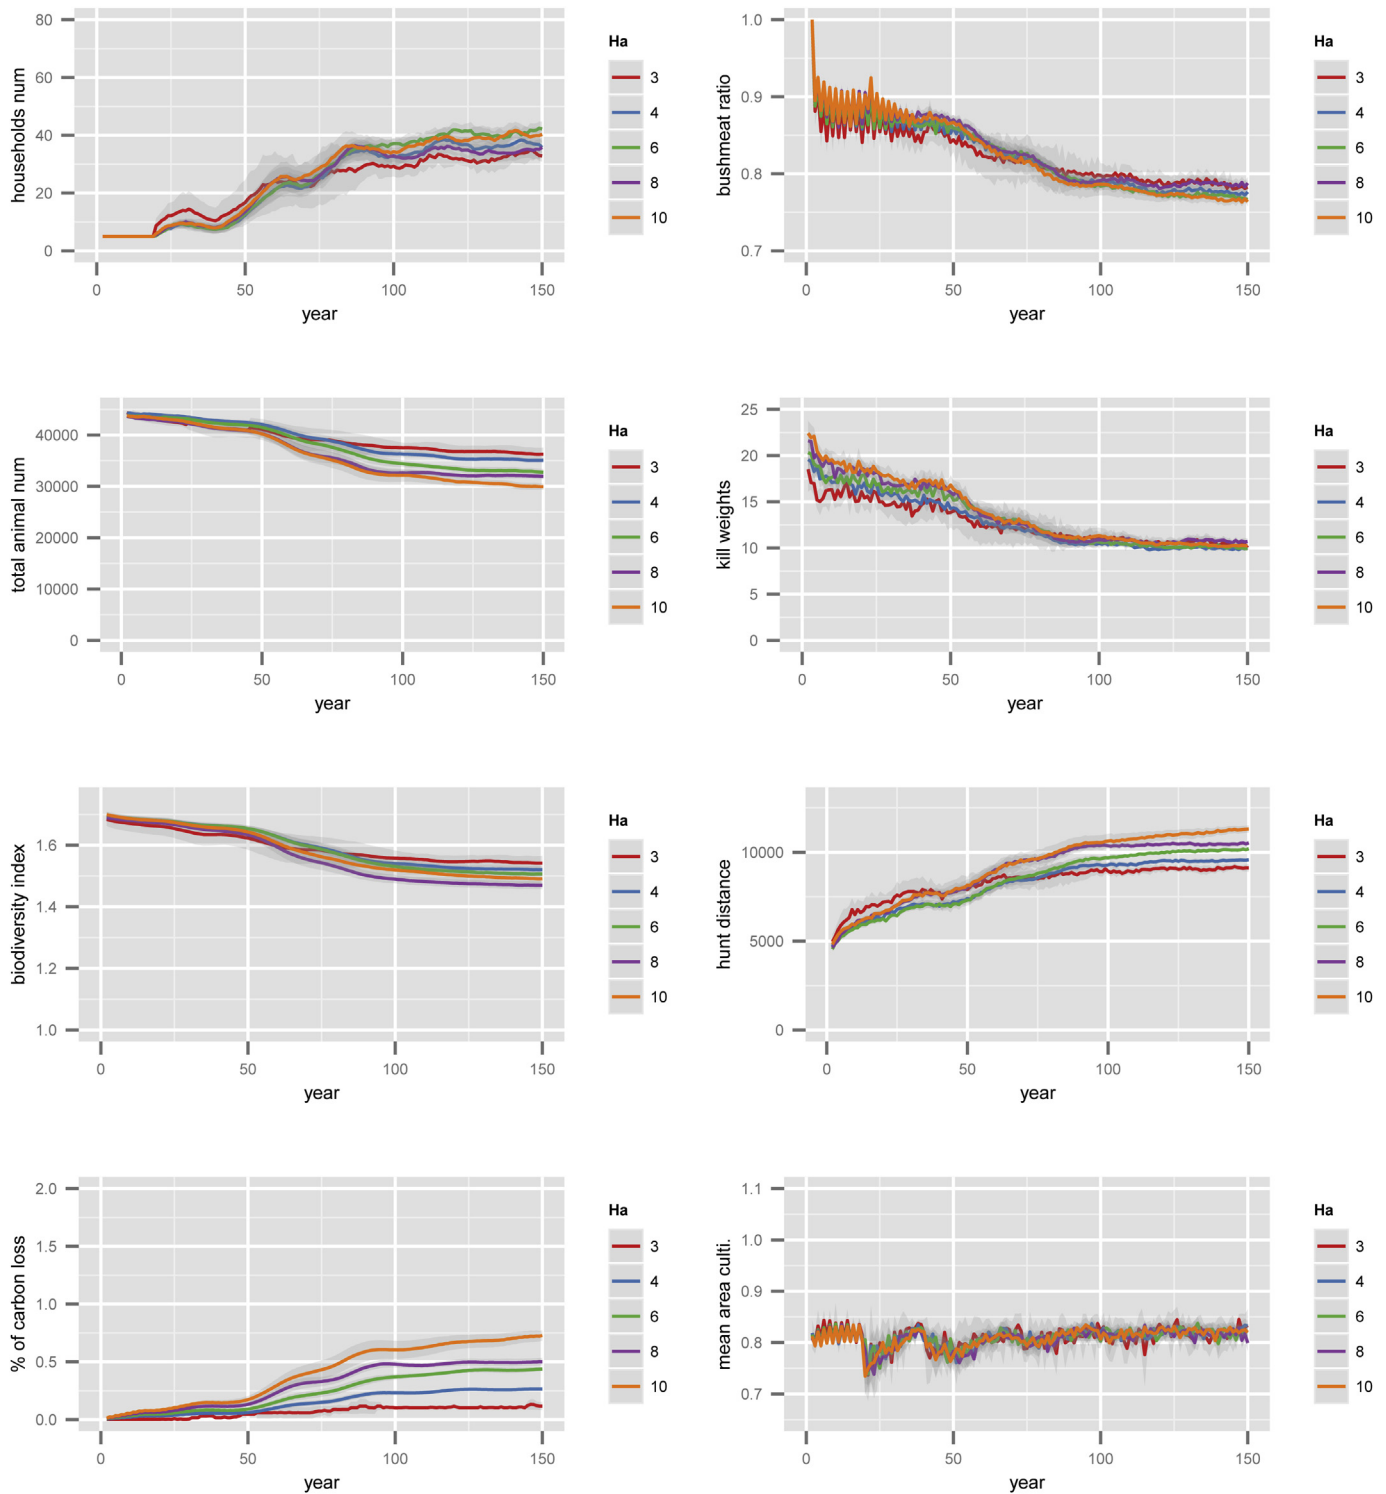 households num
80
60
40
20
0
0 50 100 150
year
Ha
3
4
6
8
10
bushmeat ratio
1.0
0.9
0.8
0.7
0 50 100 150
year
Ha
3
4
6
8
10
total animal num
40000
30000
20000
10000
0
0 50 100 150
year
Ha
3
4
6
8
10
kill weights
25
20
15
10
5
0
0 50 100 150
year
Ha
3
4
6
8
10
biodiversity index
1.6
1.4
1.2
1.0
0 50 100 150
year
Ha
3
4
6
8
10
hunt distance
10000
5000
0
0 50 100 150
year
Ha
3
4
6
8
10
% of carbon loss
2.0
1.5
1.0
0.5
0.0
0 50 100 150
year
Ha
3
4
6
8
10
mean area culti.
1.1
1.0
0.9
0.8
0.7
0 50 100 150
year
Ha
3
4
6
8
10